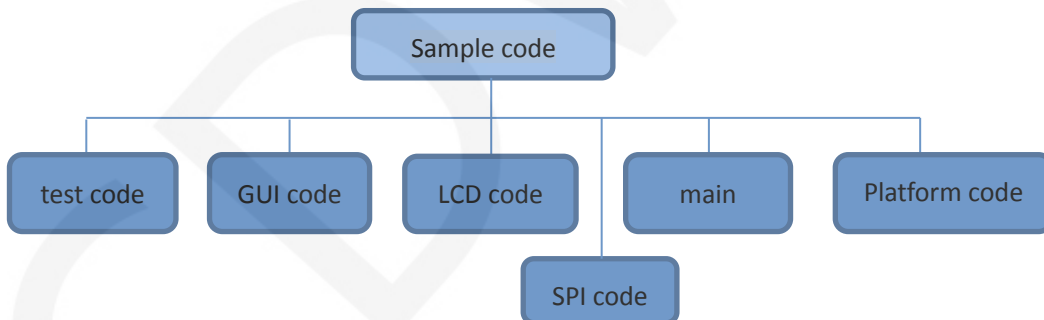 Sample code
test code
GUI code
LCD code
main
Platform code
SPI code